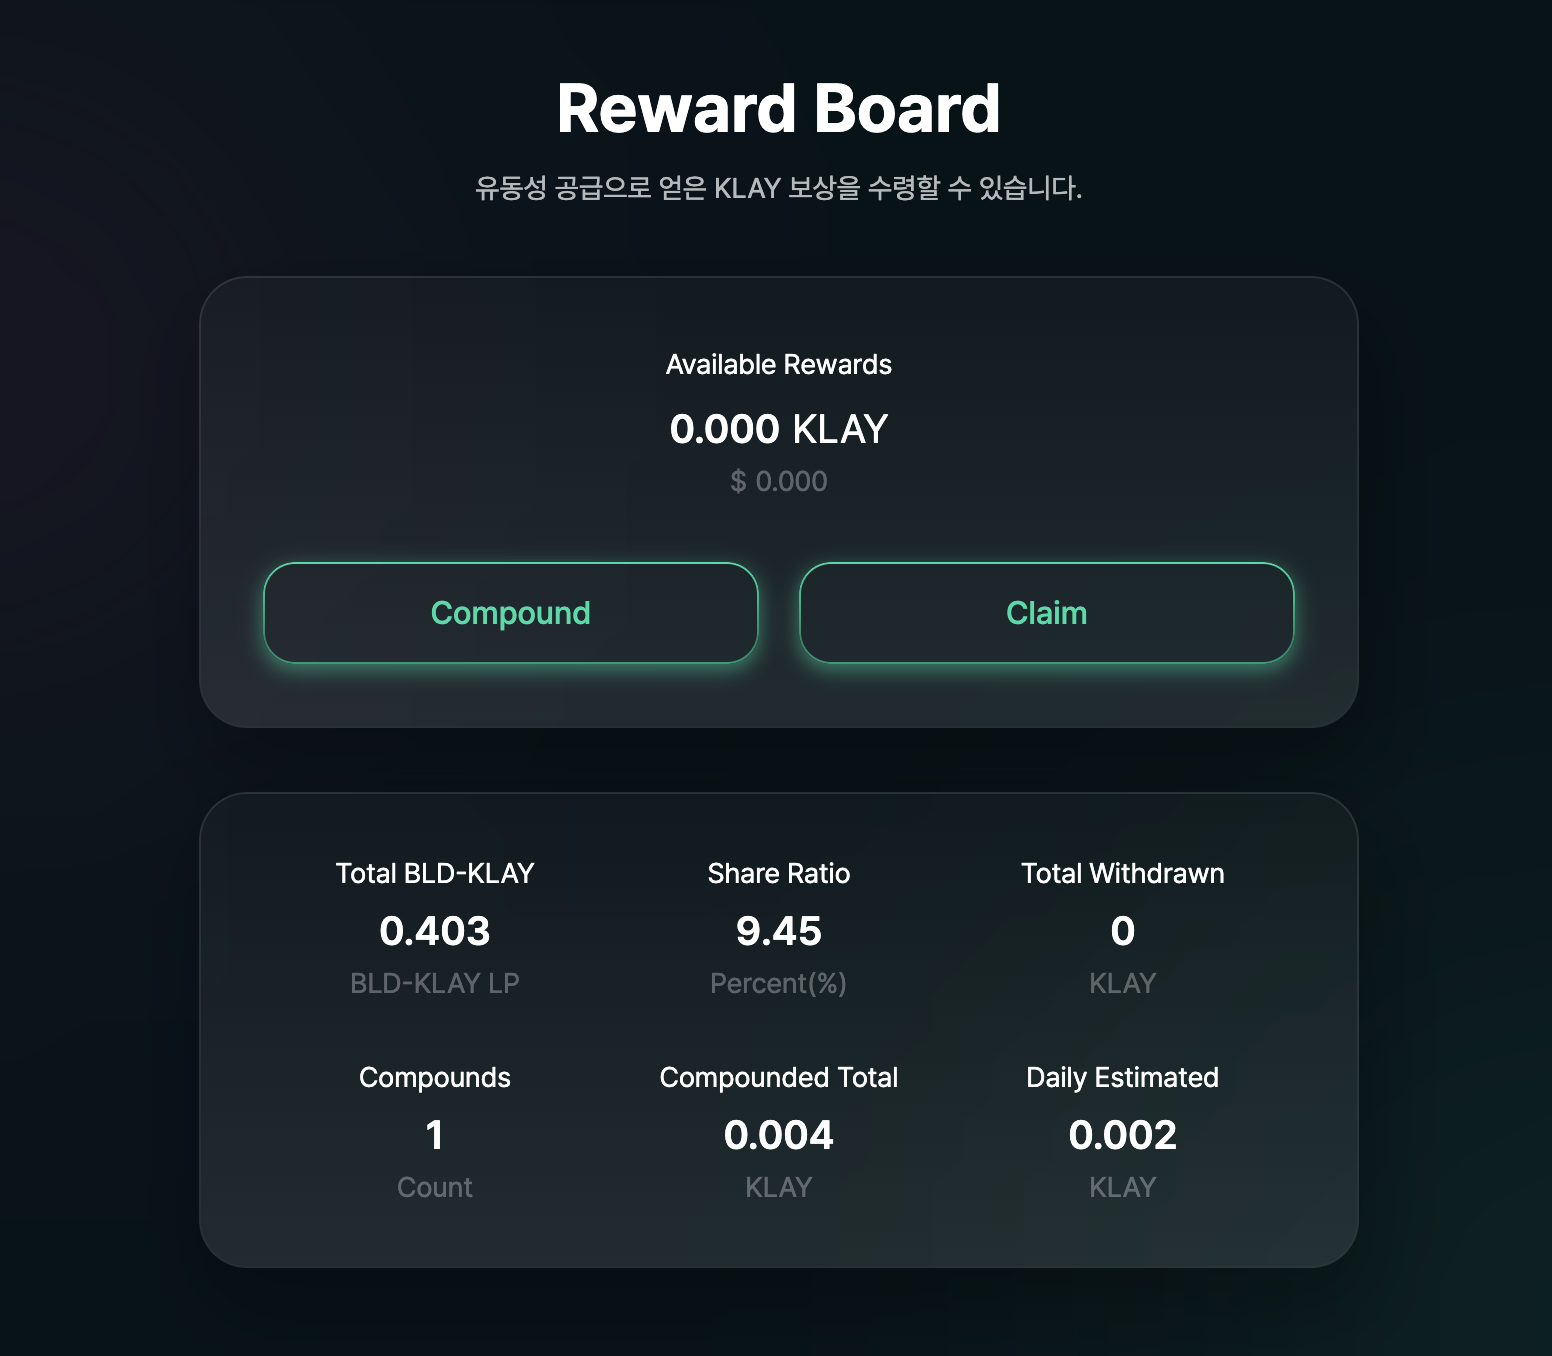 Reward Board
유동성 공급으로 얻은 KLAY 보상을 수령할 수 있습니다.
Available Rewards
0.000 KLAY
$ 0.000
Compound
Claim
Total BLD-KLAY
0.403
BLD-KLAY LP
Share Ratio
9.45
Percent(%)
Total Withdrawn
0
KLAY
Compounds
1
Count
Compounded Total
0.004
KLAY
Daily Estimated
0.002
KLAY